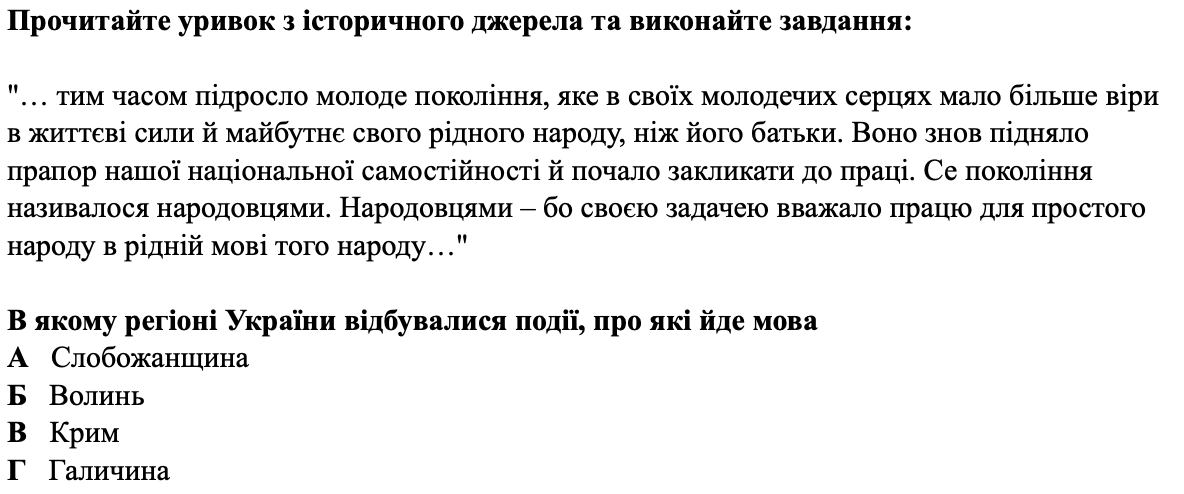 Прочитайте уривок з історичного джерела та виконайте завдання:
"… тим часом підросло молоде покоління, яке в своїх молодечих серцях мало більше віри
в життєві сили й майбутнє свого рідного народу, ніж його батьки. Воно знов підняло
прапор нашої національної самостійності й почало закликати до праці. Се покоління
називалося народовцями. Народовцями – бо своєю задачею вважало працю для простого
народу в рідній мові того народу…"
В якому регіоні України відбувалися події, про які йде мова
А Слобожанщина
Б Волинь
В Крим
Г Галичина